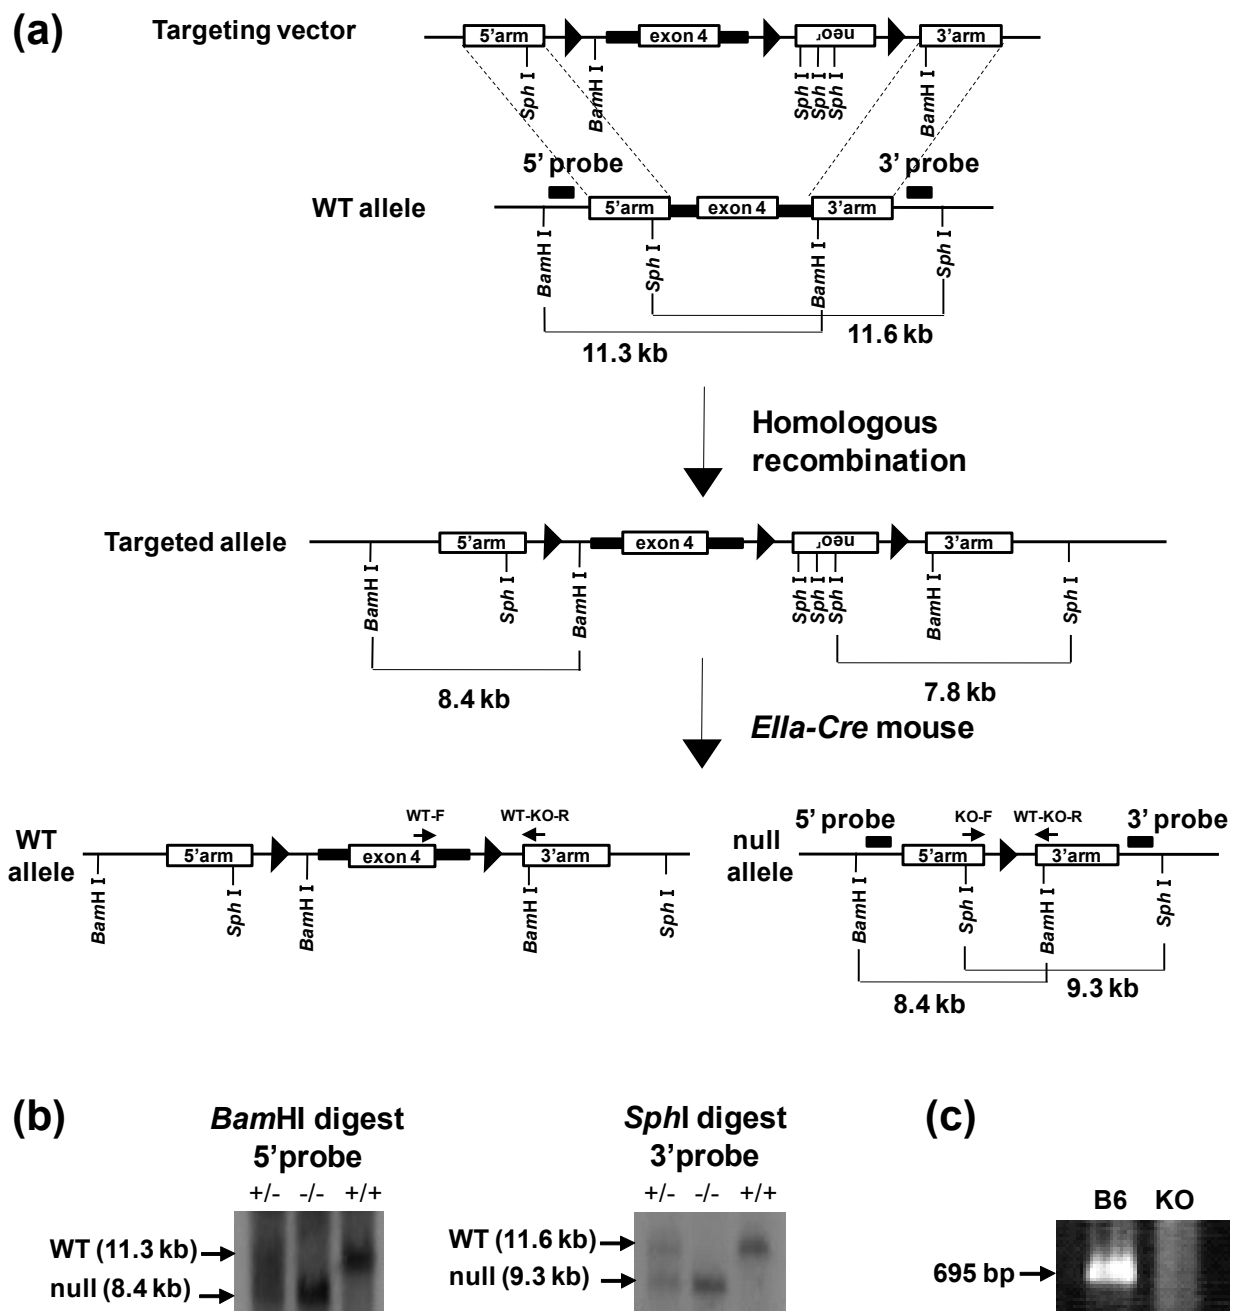 (a)
Targeting vector
5'arm
exon 4
neoʳ
3'arm
Sph I
BamH I
Sph I
Sph I
Sph I
BamH I
5' probe
3' probe
WT allele
5'arm
exon 4
3'arm
BamH I
Sph I
BamH I
Sph I
11.6 kb
11.3 kb
Homologous
recombination
Targeted allele
5'arm
exon 4
neoʳ
3'arm
BamH I
Sph I
BamH I
Sph I
Sph I
Sph I
BamH I
Sph I
8.4 kb
7.8 kb
EIIa-Cre mouse
WT
allele
WT-F
WT-KO-R
5'arm
exon 4
3'arm
BamH I
Sph I
BamH I
BamH I
Sph I
null
allele
5' probe
KO-F
WT-KO-R
3' probe
5'arm
3'arm
BamH I
Sph I
BamH I
Sph I
9.3 kb
8.4 kb
(b)
BamHI digest
5'probe
+/- -/- +/+
WT (11.3 kb)
null (8.4 kb)
SphI digest
3'probe
+/- -/- +/+
WT (11.6 kb)
null (9.3 kb)
(c)
B6 KO
695 bp